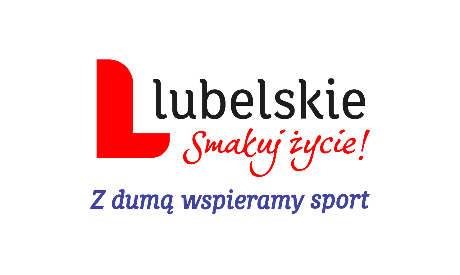 lubelskie
Smakuj życie!
Z dumą wspieramy sport